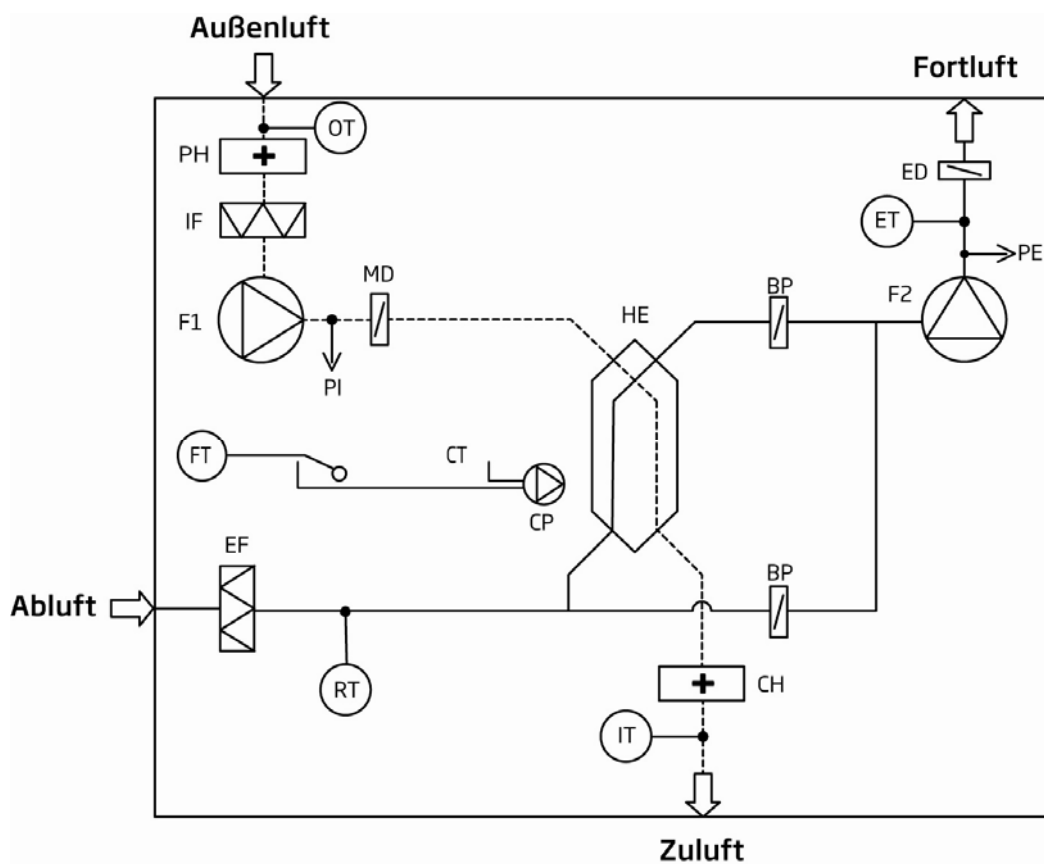 Außenluft
Fortluft
OT
PH
ED
IF
ET
MD
BP
PE
F1
HE
F2
PI
FT
CT
CP
EF
BP
Abluft
RT
CH
IT
Zuluft